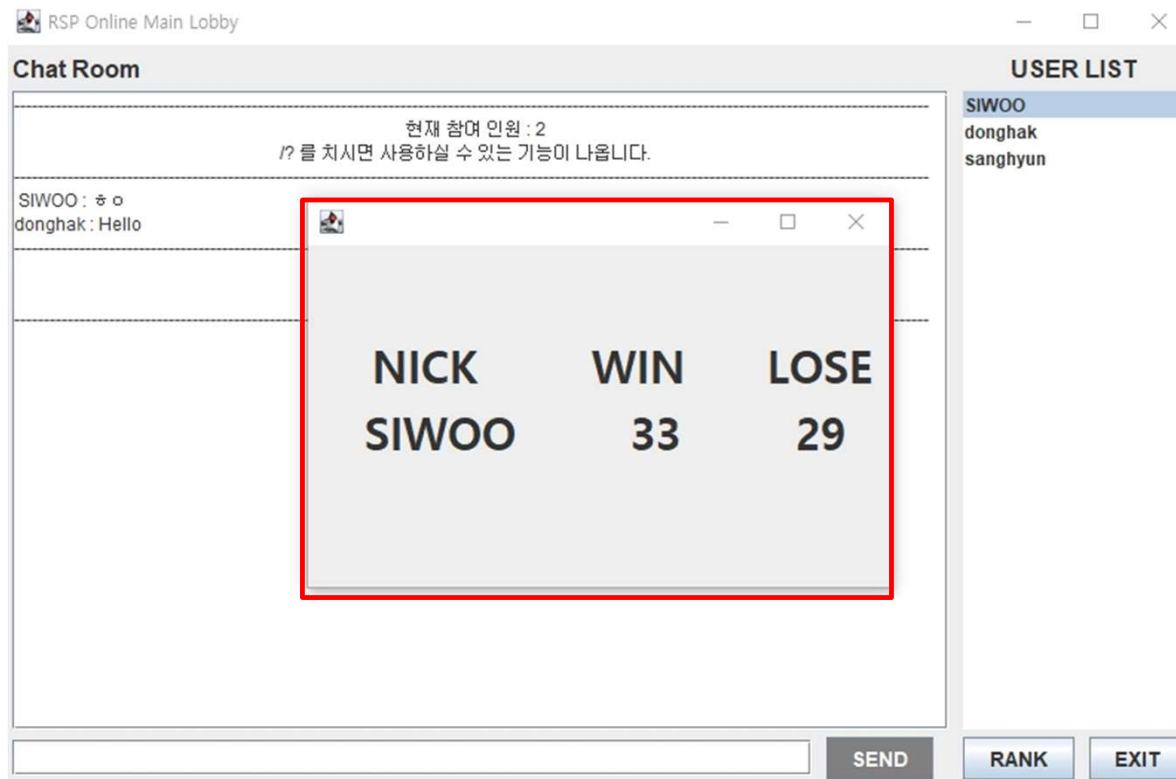 RSP Online Main Lobby
Chat Room
USER LIST
현재 참여 인원 : 2
/? 를 치시면 사용하실 수 있는 기능이 나옵니다.
SIWOO : ㅎㅇ
donghak : Hello
SIWOO
donghak
sanghyun
NICK WIN LOSE
SIWOO 33 29
SEND
RANK
EXIT